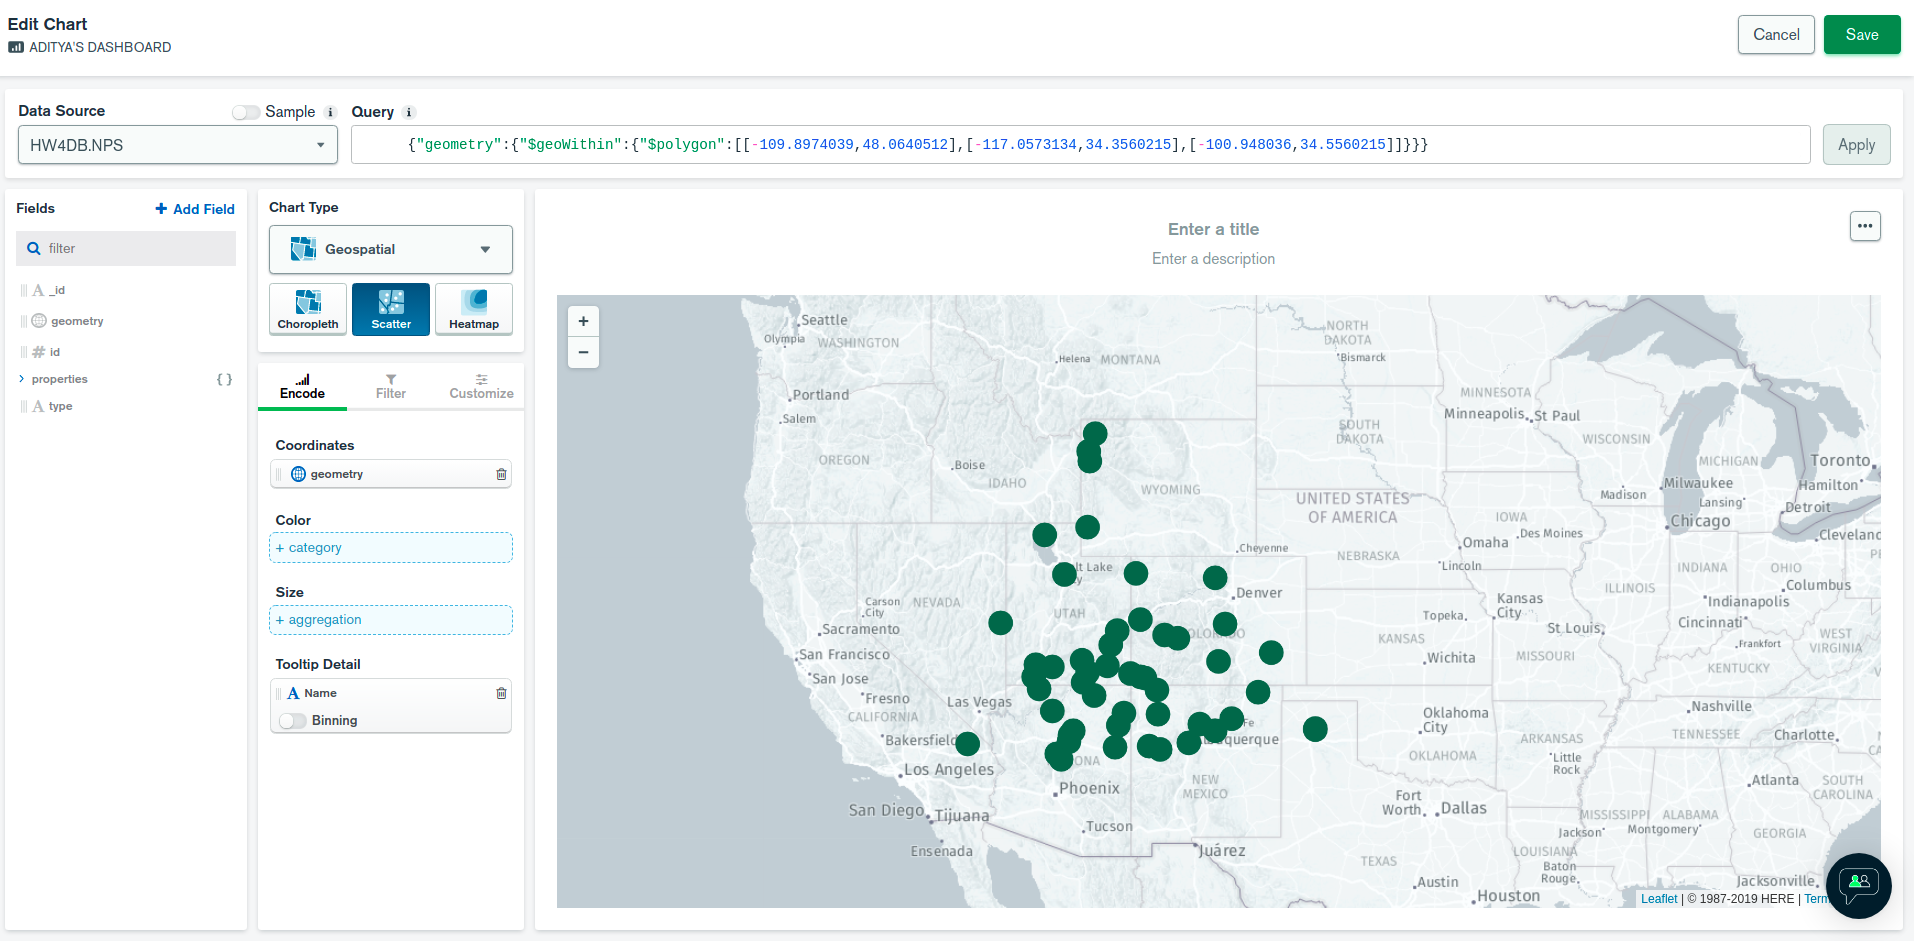 Edit Chart
ADITYA'S DASHBOARD
Cancel
Save
Data Source
Sample
i
Query
i
HW4DB.NPS
{"geometry":{"$geoWithin":{"$polygon":[[-109.8974039,48.0640512],[-117.0573134,34.3560215],[-100.948036,34.5560215]]}}}
Apply
Fields
+ Add Field
filter
A _id
geometry
# id
properties { }
A type
Chart Type
Geospatial
Choropleth
Scatter
Heatmap
Encode
Filter
Customize
Coordinates
geometry
Color
+ category
Size
+ aggregation
Tooltip Detail
A Name
Binning
Enter a title
Enter a description
...
+
−
Seattle
Olympia
WASHINGTON
Helena
MONTANA
NORTH
DAKOTA
Bismarck
Portland
Salem
MINNESOTA
Minneapolis
St Paul
SOUTH
DAKOTA
WISCONSIN
OREGON
Boise
IDAHO
WYOMING
MICHIGAN
Toronto
Hamilton
Milwaukee
Madison
Lansing
Detroit
UNITED STATES
OF AMERICA
IOWA
Chicago
Des Moines
Omaha
Cheyenne
NEBRASKA
Lincoln
Cleveland
lt Lake
ty
INDIANA
OHIO
ILLINOIS
Columbus
Indianapolis
Denver
Carson
City
NEVADA
UTAH
Kansas
City
Topeka
Cincinnati
Sacramento
OLO
DO
KANSAS
St Louis
WEST
VIRGINIA
Frankfort
San Francisco
Wichita
MISSOURI
KENTUCKY
San Jose
Fresno
Las Vegas
CALIFORNIA
Nashville
Oklahoma
City
Bakersfield
Fe
buquerque
ARKANSAS
TENNESSEE
Charlotte
OKLAHOMA
Little
Rock
ONA
Los Angeles
Phoenix
NEW
MEXICO
Atlanta
SOUTH
CAROLINA
Fort
Worth
Dallas
San Diego
Tijuana
MISSISSIPPI
ALABAMA
Tucson
Jackson
Montgomery
GEORGIA
Ensenada
Juárez
TEXAS
LOUISIANA
Baton
Rouge
Austin
Houston
Jacksonville
Leaflet | © 1987-2019 HERE | Term